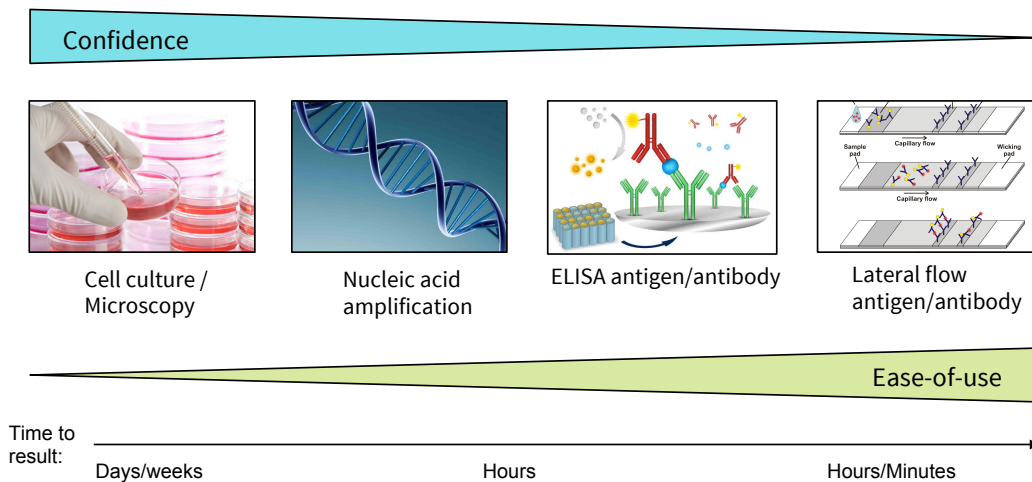 Confidence
Capillary flow
Sample
pad
Wicking pad
Capillary flow
Cell culture /
Microscopy
Nucleic acid
amplification
ELISA antigen/antibody
Lateral flow
antigen/antibody
Ease-of-use
Time to
result:
Days/weeks
Hours
Hours/Minutes